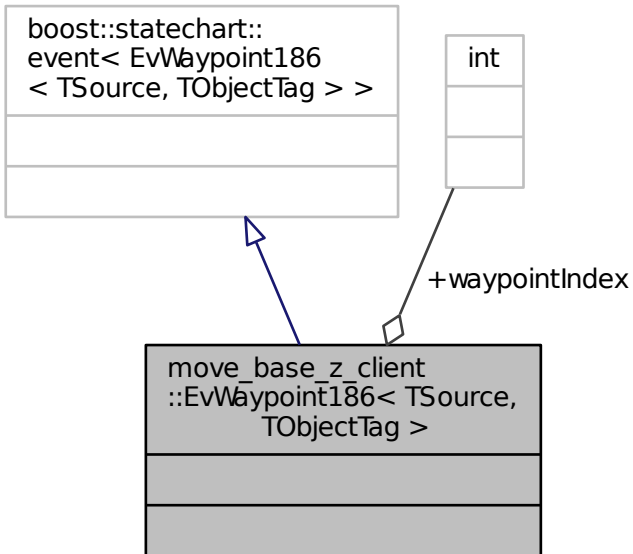 boost::statechart::
event< EvWaypoint186
< TSource, TObjectTag > >
int
+waypointIndex
move_base_z_client
::EvWaypoint186< TSource,
TObjectTag >